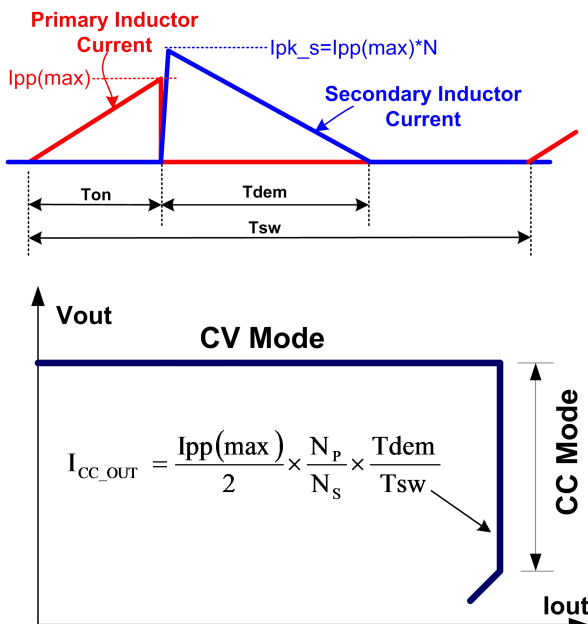 Primary Inductor
Current
Ipp(max)
Ipk_s=Ipp(max)*N
Secondary Inductor
Current
Ton
Tdem
Tsw
Vout
CV Mode
I_CC_OUT = Ipp(max)/2 × N_P/N_S × Tdem/Tsw
CC Mode
Iout